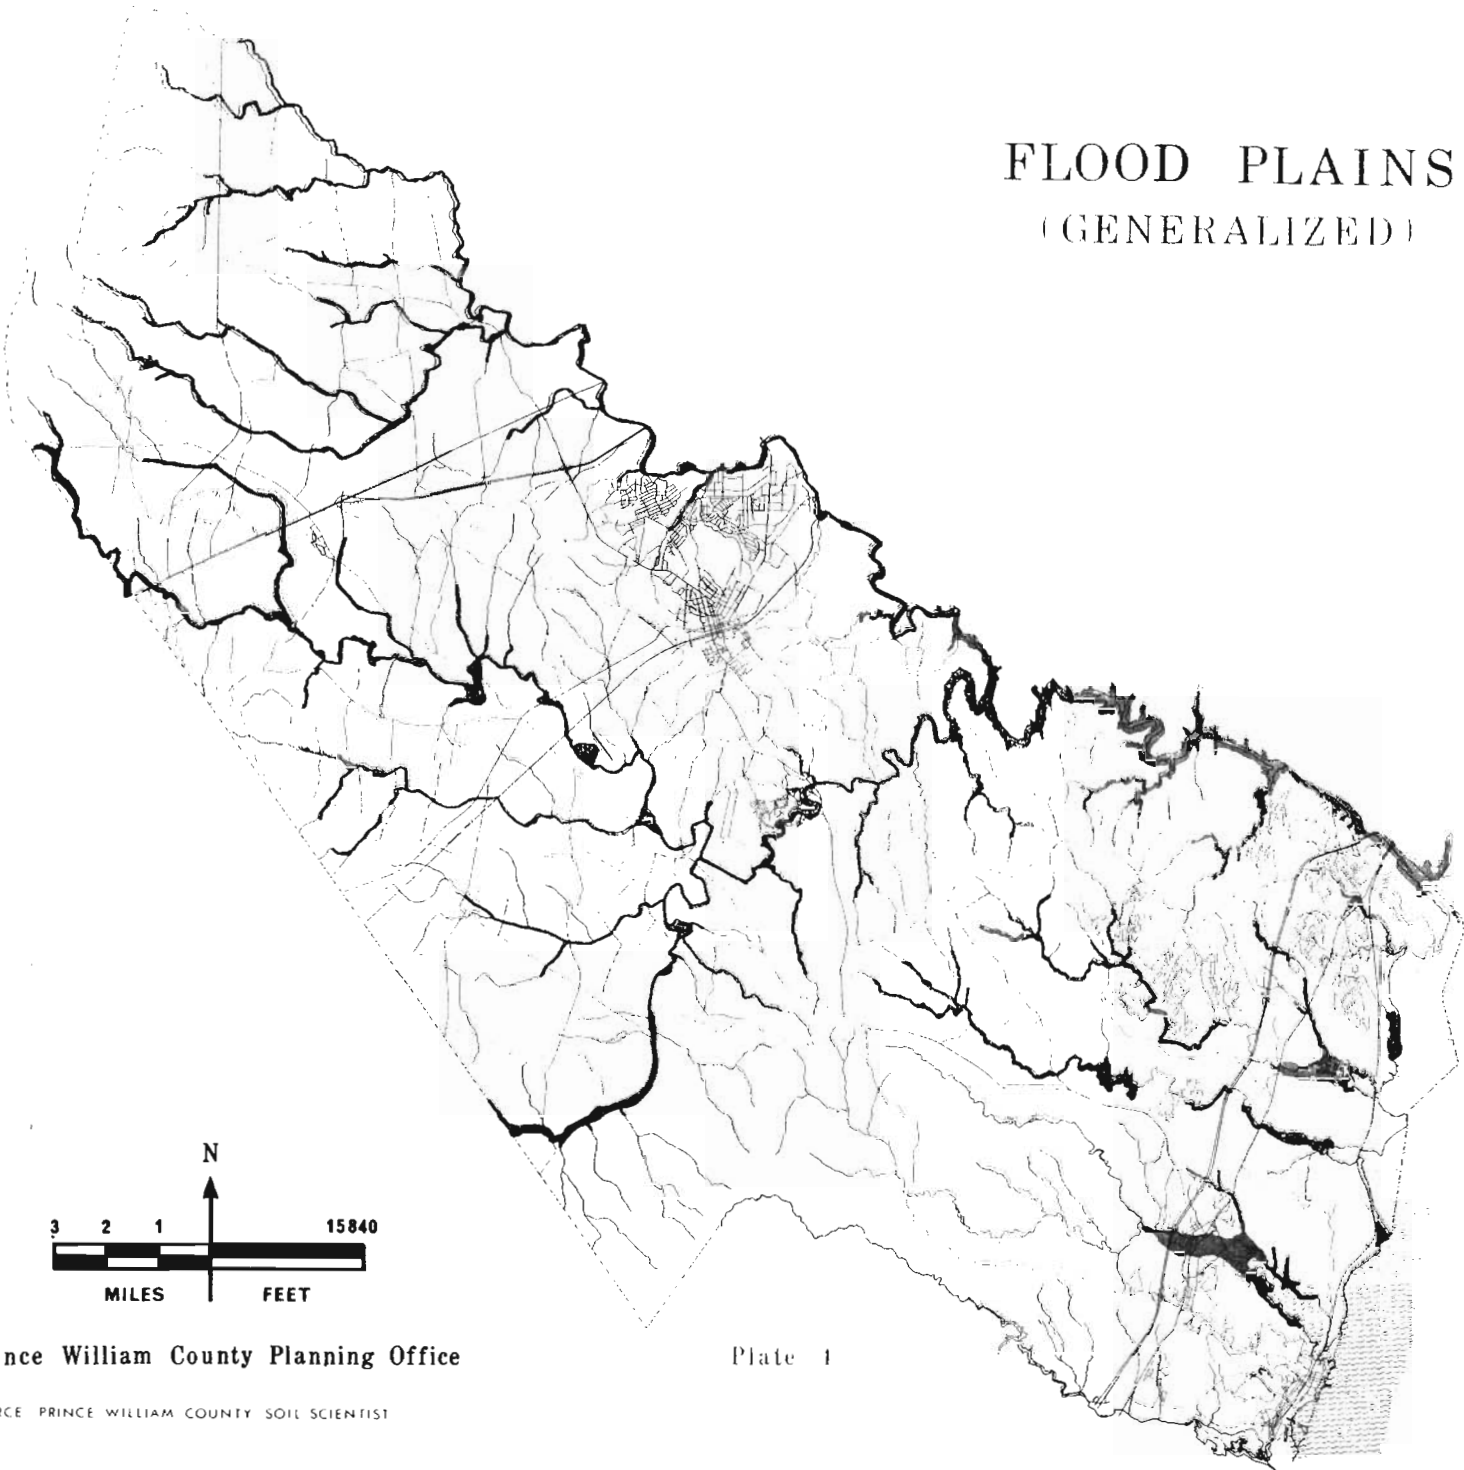 FLOOD PLAINS
(GENERALIZED)
N
3 2 1 15840
MILES FEET
nce William County Planning Office
Plate 1
RCE PRINCE WILLIAM COUNTY SOIL SCIENTIST